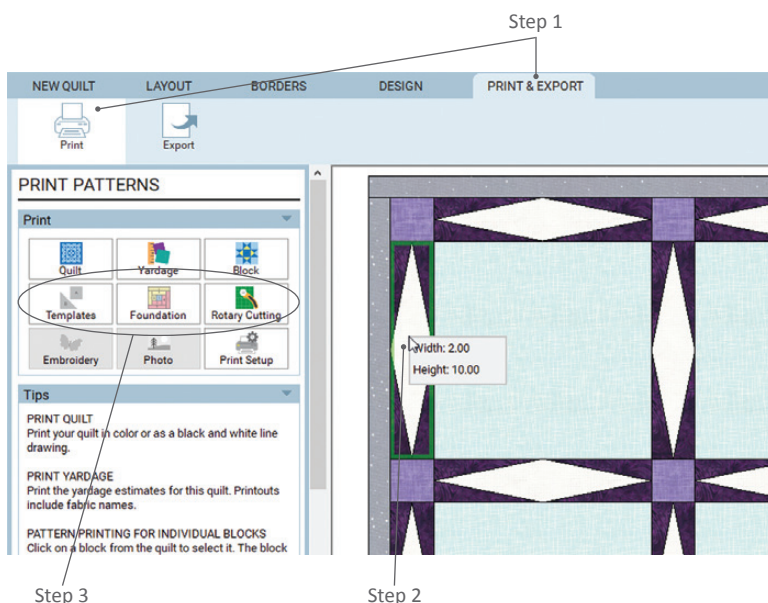 Step 1
NEW QUILT LAYOUT BORDERS DESIGN PRINT & EXPORT
Print Export
PRINT PATTERNS
Print
Quilt Yardage Block
Templates Foundation Rotary Cutting
Embroidery Photo Print Setup
Width: 2.00
Height: 10.00
Tips
PRINT QUILT
Print your quilt in color or as a black and white line
drawing.
PRINT YARDAGE
Print the yardage estimates for this quilt. Printouts
include fabric names.
PATTERN PRINTING FOR INDIVIDUAL BLOCKS
Click on a block from the quilt to select it. The block
Step 3 Step 2